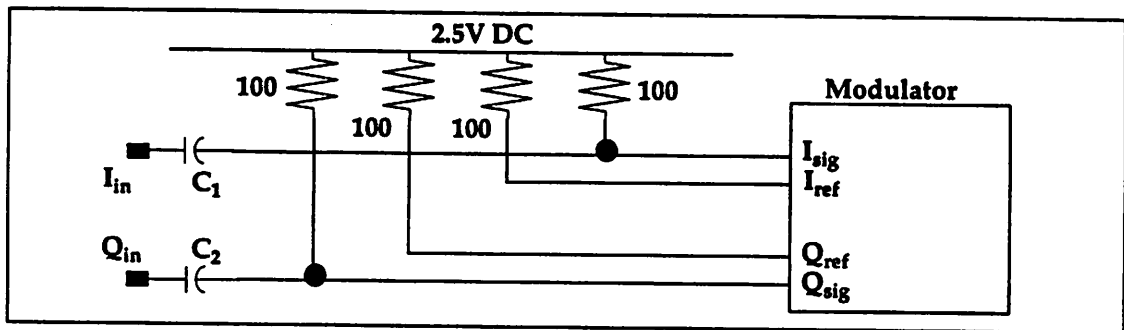 2.5V DC
100
100
100
100
Modulator
I_in
C_1
I_sig
I_ref
Q_in
C_2
Q_ref
Q_sig